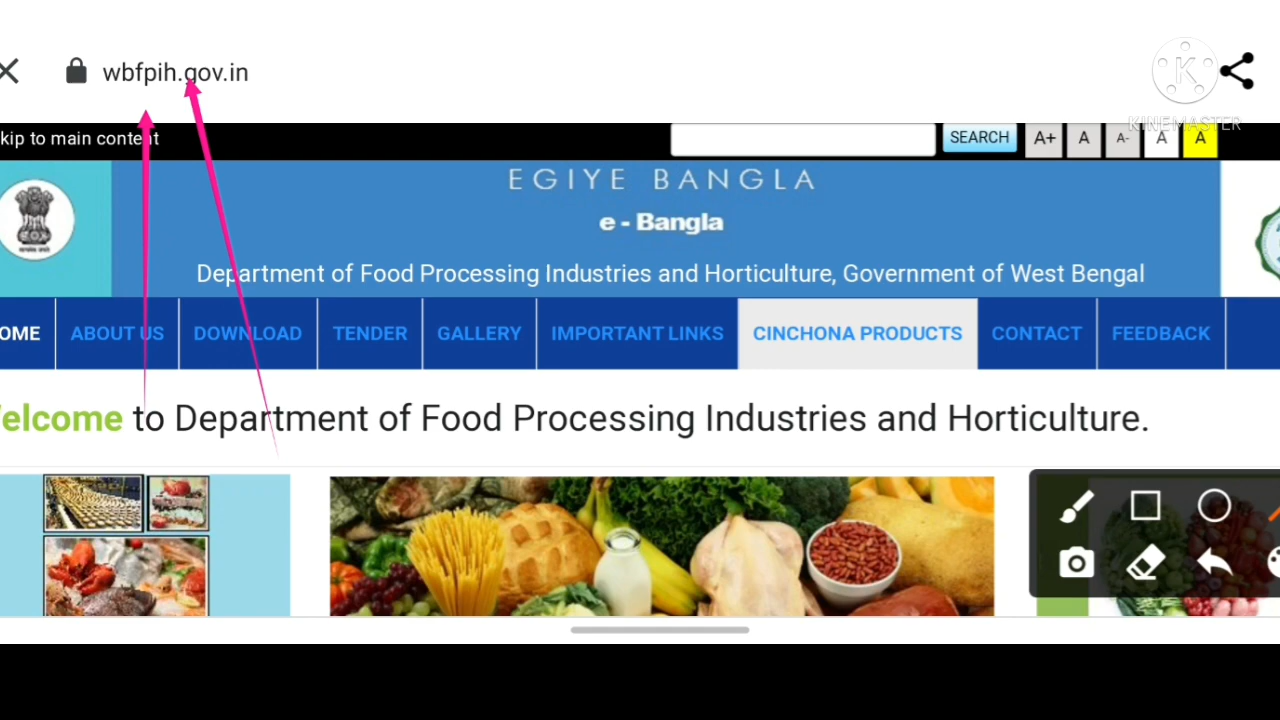 wbfpih.gov.in
KINEMASTER
kip to main content
SEARCH A+ A A- A A
EGIYE BANGLA
e - Bangla
Department of Food Processing Industries and Horticulture, Government of West Bengal
OME ABOUT US DOWNLOAD TENDER GALLERY IMPORTANT LINKS CINCHONA PRODUCTS CONTACT FEEDBACK
elcome to Department of Food Processing Industries and Horticulture.